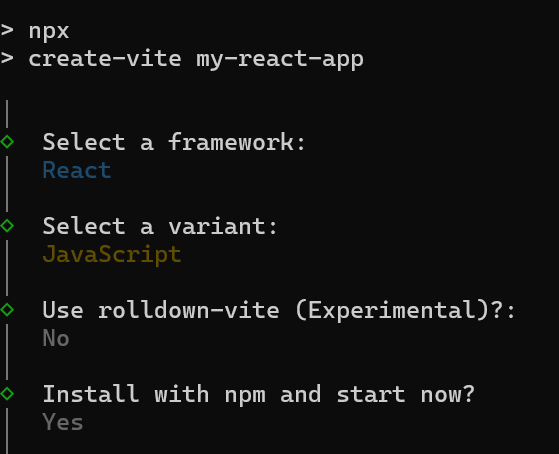 > npx
> create-vite my-react-app
Select a framework:
React
Select a variant:
JavaScript
Use rolldown-vite (Experimental)?:
No
Install with npm and start now?
Yes